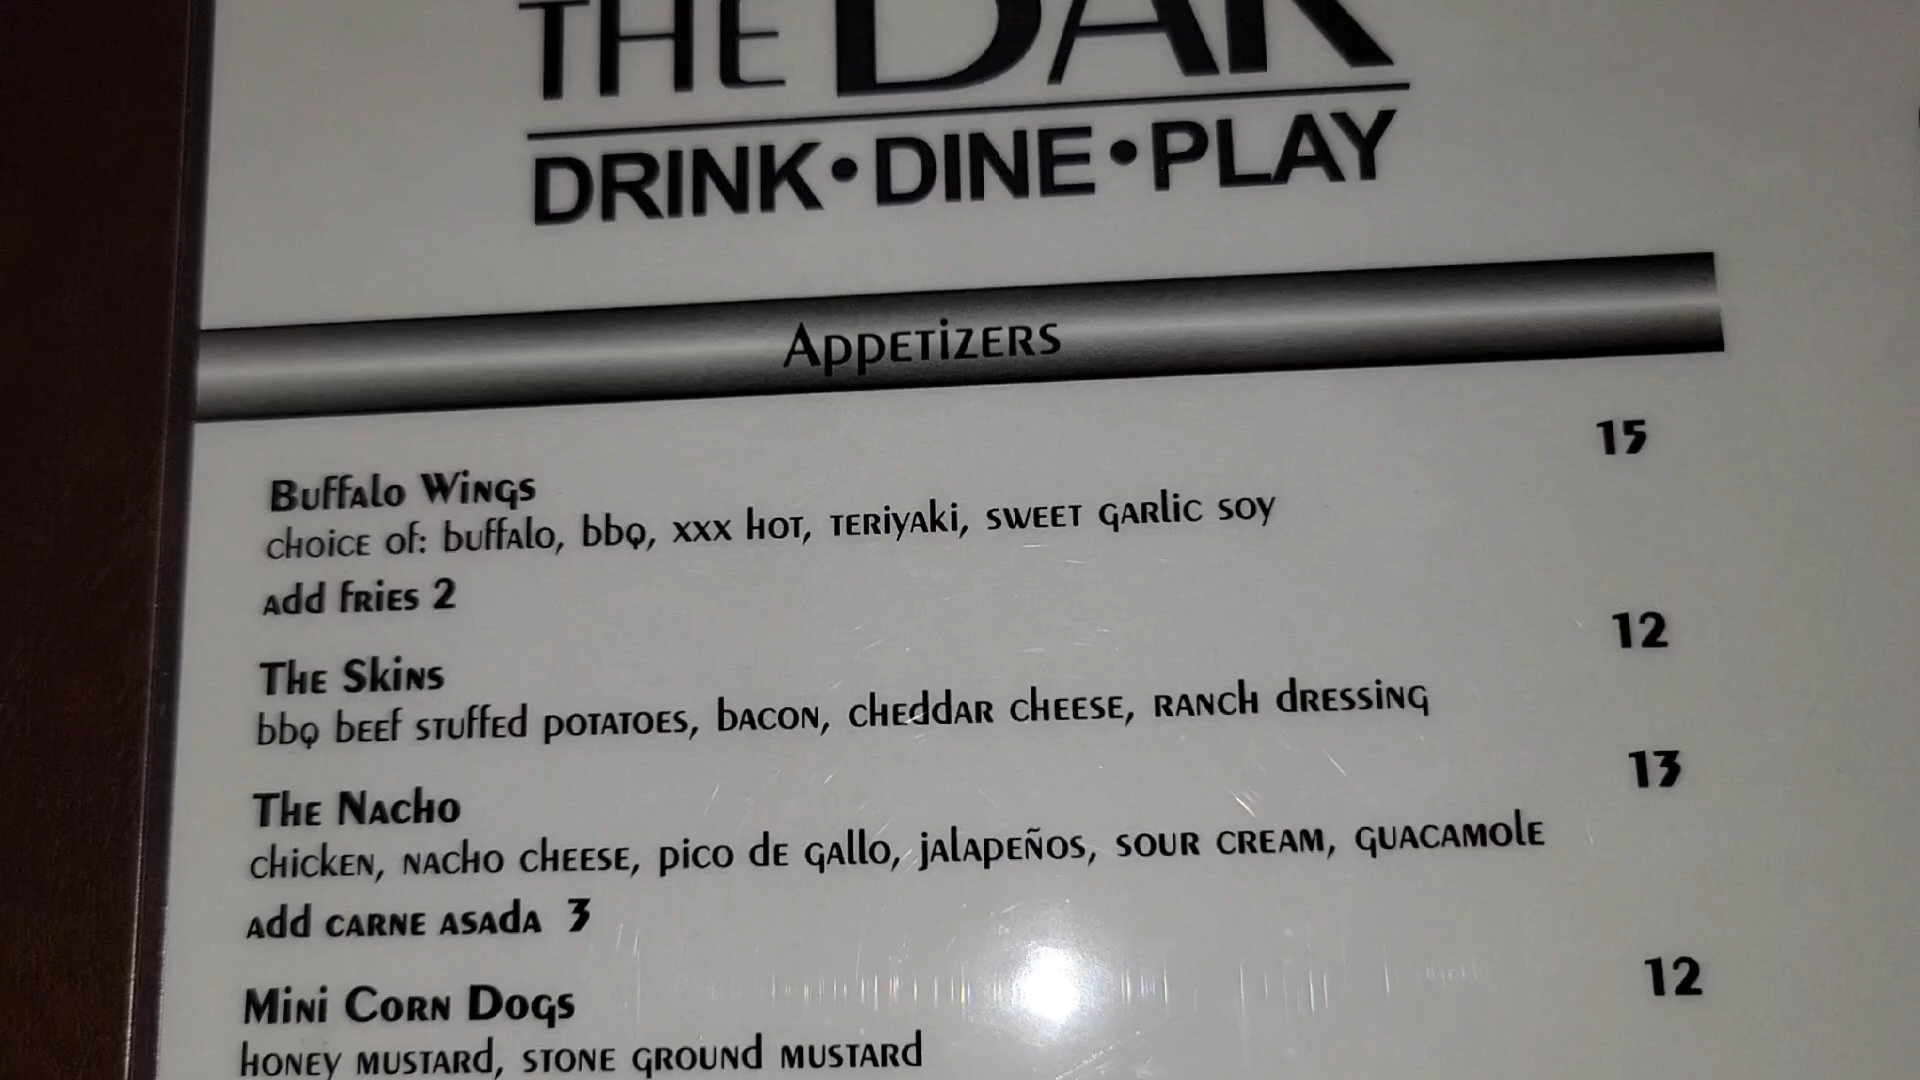 THE BAR
DRINK • DINE • PLAY
Appetizers
Buffalo Wings 15
choice of: buffalo, bbq, xxx hot, teriyaki, sweet garlic soy
add fries 2
The Skins 12
bbq beef stuffed potatoes, bacon, cheddar cheese, ranch dressing
The Nacho 13
chicken, nacho cheese, pico de gallo, jalapeños, sour cream, guacamole
add carne asada 3
Mini Corn Dogs 12
honey mustard, stone ground mustard